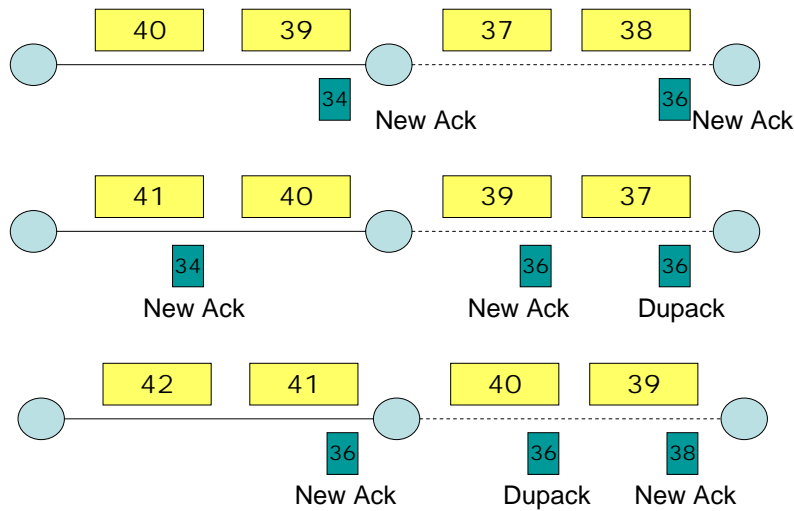 40 39 37 38
34 36
New Ack New Ack
41 40 39 37
34 36 36
New Ack New Ack Dupack
42 41 40 39
36 36 38
New Ack Dupack New Ack